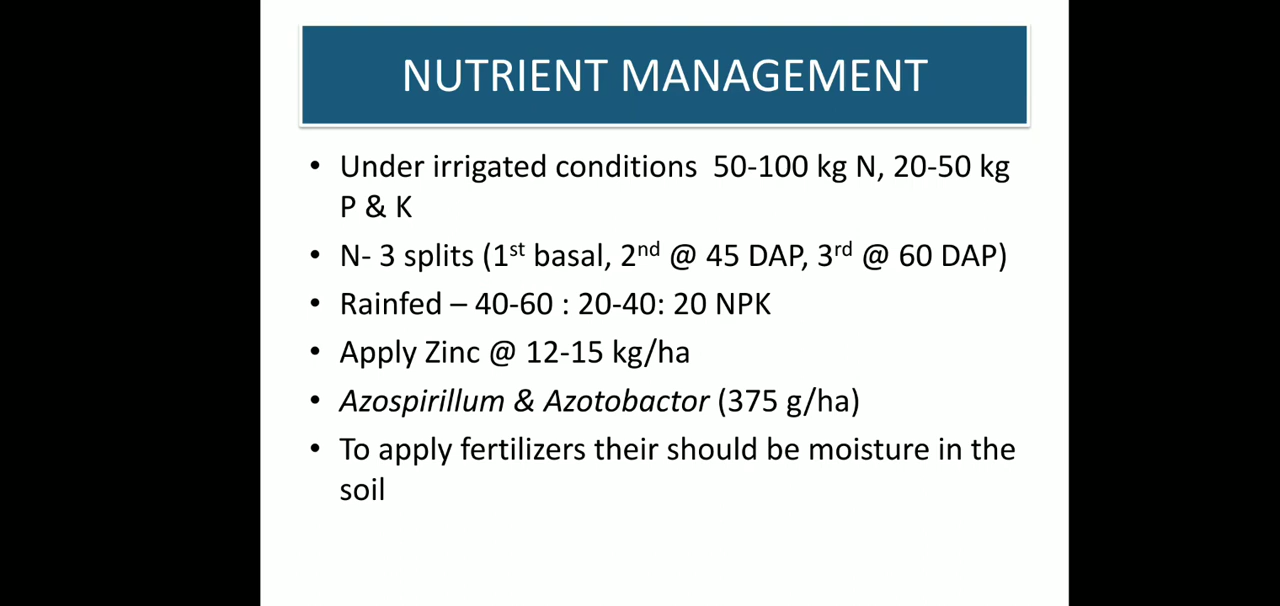 NUTRIENT MANAGEMENT
• Under irrigated conditions  50-100 kg N, 20-50 kg
P & K
• N- 3 splits (1st basal, 2nd @ 45 DAP, 3rd @ 60 DAP)
• Rainfed – 40-60 : 20-40: 20 NPK
• Apply Zinc @ 12-15 kg/ha
• Azospirillum & Azotobactor (375 g/ha)
• To apply fertilizers their should be moisture in the
soil